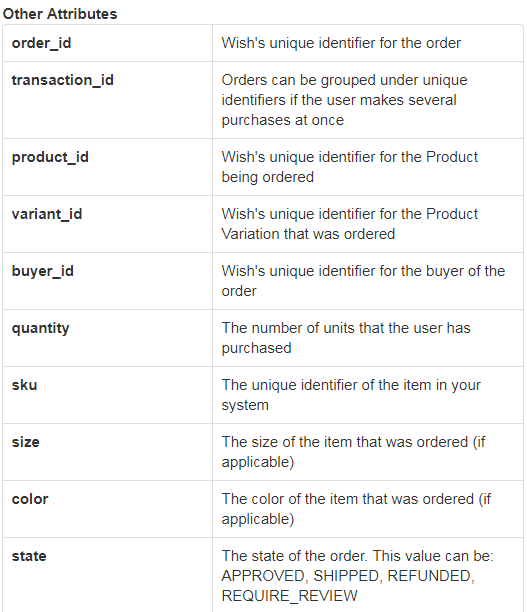 Other Attributes
order_id
Wish's unique identifier for the order
transaction_id
Orders can be grouped under unique
identifiers if the user makes several
purchases at once
product_id
Wish's unique identifier for the Product
being ordered
variant_id
Wish's unique identifier for the Product
Variation that was ordered
buyer_id
Wish's unique identifier for the buyer of the
order
quantity
The number of units that the user has
purchased
sku
The unique identifier of the item in your
system
size
The size of the item that was ordered (if
applicable)
color
The color of the item that was ordered (if
applicable)
state
The state of the order. This value can be:
APPROVED, SHIPPED, REFUNDED,
REQUIRE_REVIEW